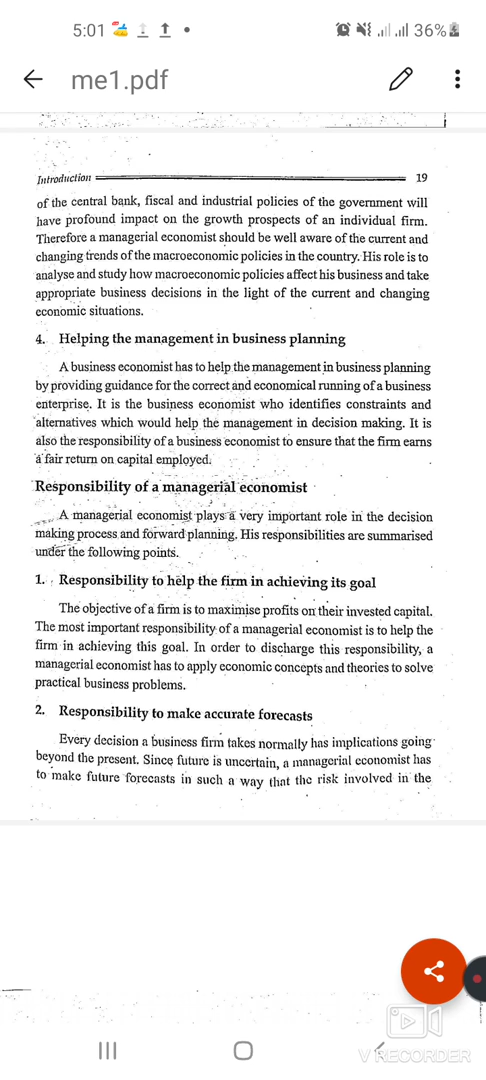 5:01
36%
me1.pdf
Introduction 19
of the central bank, fiscal and industrial policies of the government will
have profound impact on the growth prospects of an individual firm.
Therefore a managerial economist should be well aware of the current and
changing trends of the macroeconomic policies in the country. His role is to
analyse and study how macroeconomic policies affect his business and take
appropriate business decisions in the light of the current and changing
economic situations.
4. Helping the management in business planning
A business economist has to help the management in business planning
by providing guidance for the correct and economical running of a business
enterprise. It is the business economist who identifies constraints and
alternatives which would help the management in decision making. It is
also the responsibility of a business economist to ensure that the firm earns
a fair return on capital employed.
Responsibility of a managerial economist
A managerial economist plays a very important role in the decision
making process and forward planning. His responsibilities are summarised
under the following points.
1. Responsibility to help the firm in achieving its goal
The objective of a firm is to maximise profits on their invested capital.
The most important responsibility of a managerial economist is to help the
firm in achieving this goal. In order to discharge this responsibility, a
managerial economist has to apply economic concepts and theories to solve
practical business problems.
2. Responsibility to make accurate forecasts
Every decision a business firm takes normally has implications going
beyond the present. Since future is uncertain, a managerial economist has
to make future forecasts in such a way that the risk involved in the
V RECORDER